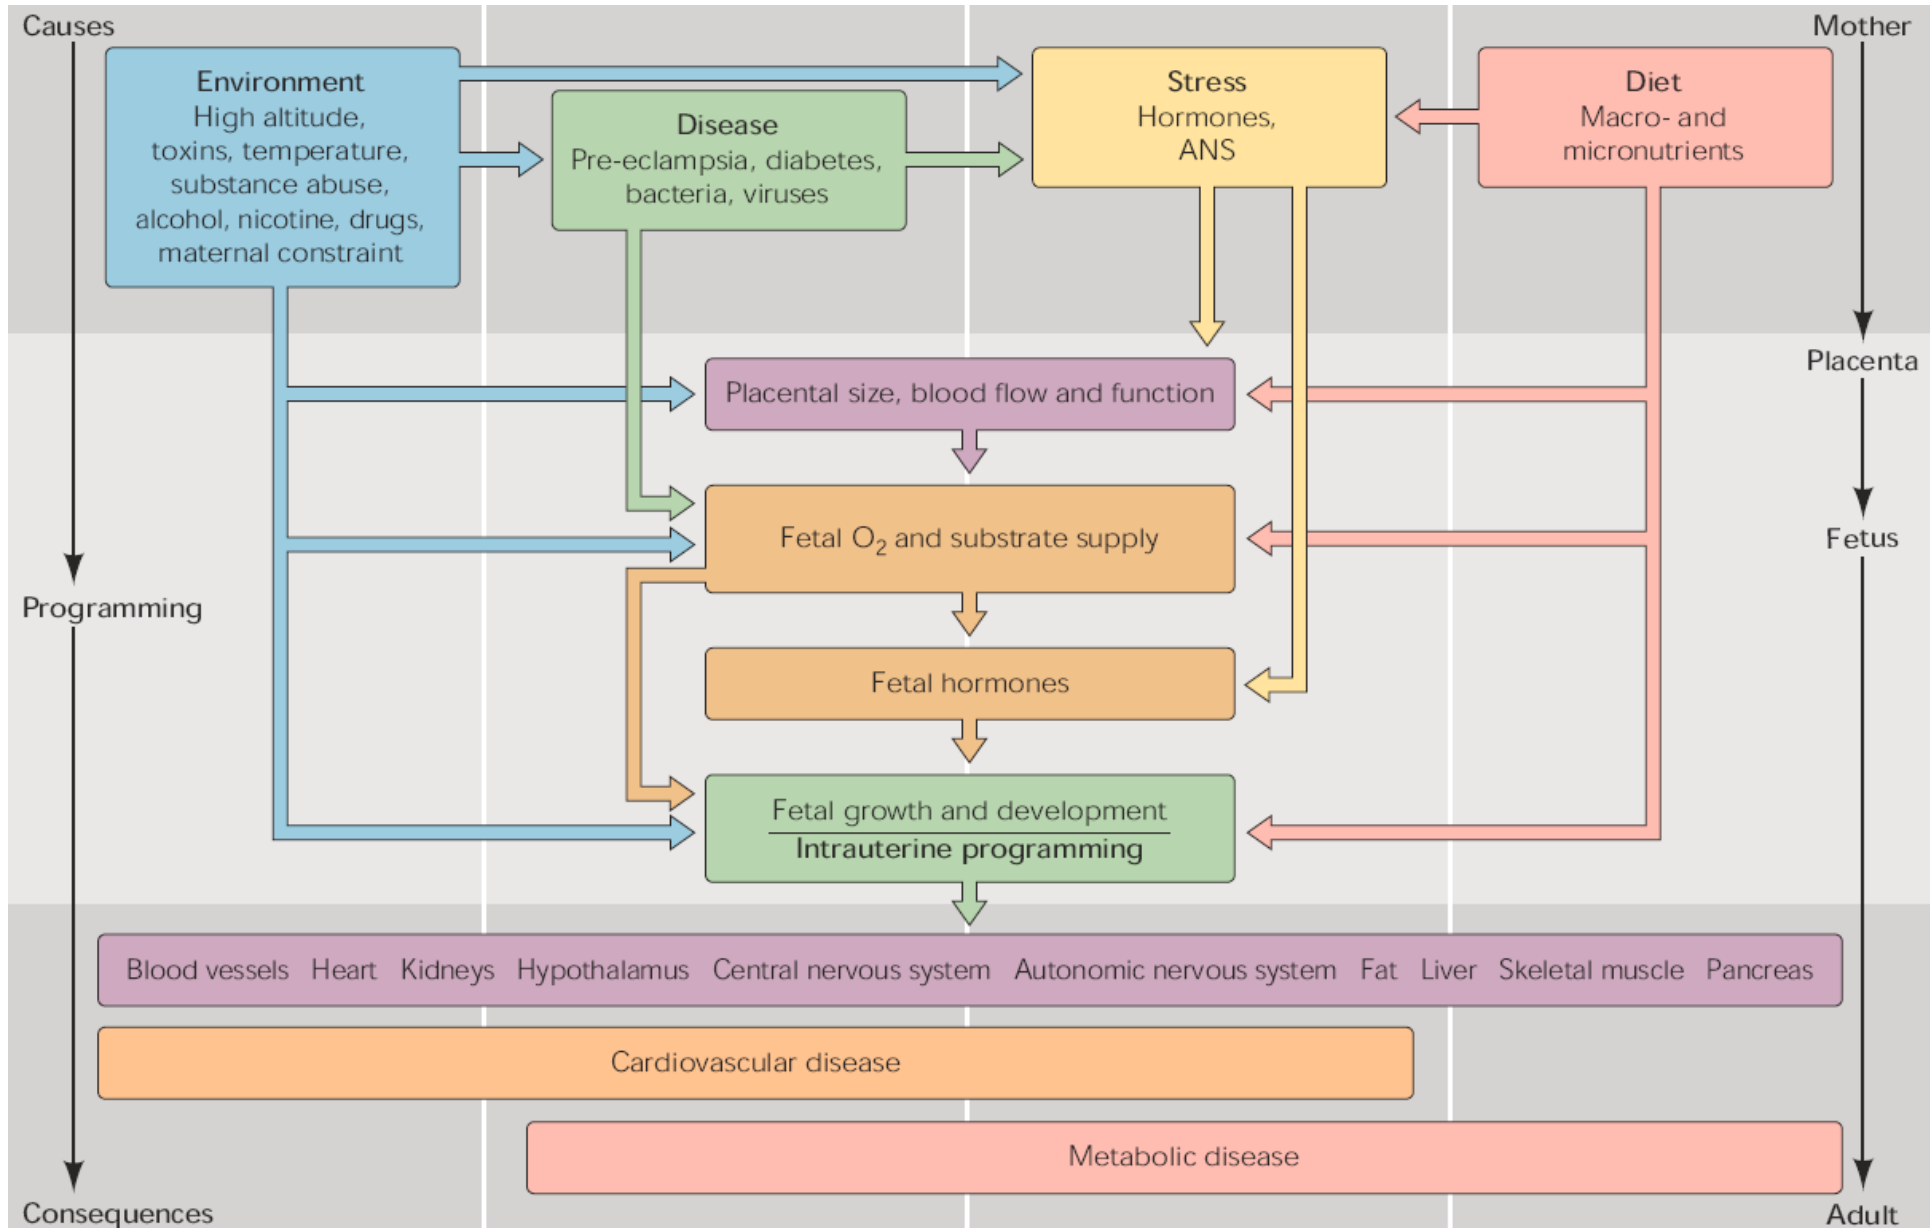 Causes
Mother
Environment
High altitude,
toxins, temperature,
substance abuse,
alcohol, nicotine, drugs,
maternal constraint
Disease
Pre-eclampsia, diabetes,
bacteria, viruses
Stress
Hormones,
ANS
Diet
Macro- and
micronutrients
Placenta
Placental size, blood flow and function
Fetal O₂ and substrate supply
Fetus
Programming
Fetal hormones
Fetal growth and development
Intrauterine programming
Blood vessels Heart Kidneys Hypothalamus Central nervous system Autonomic nervous system Fat Liver Skeletal muscle Pancreas
Cardiovascular disease
Metabolic disease
Consequences
Adult